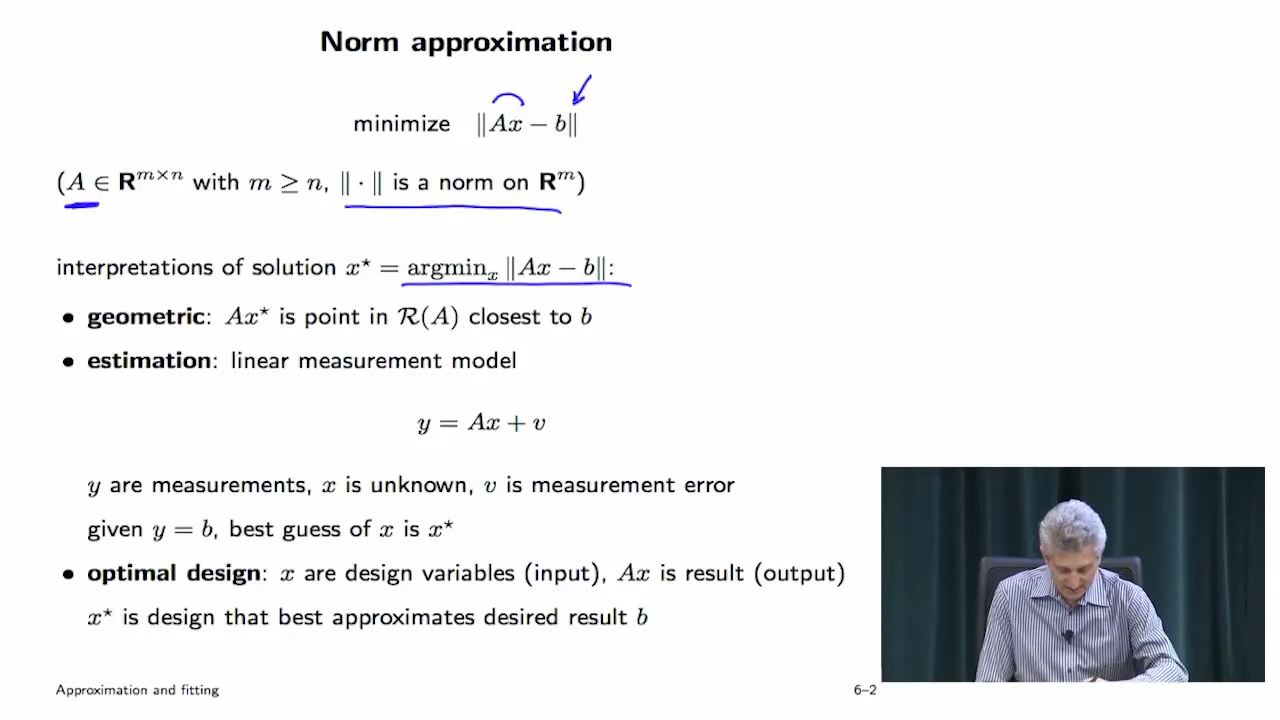 Norm approximation
minimize ‖Ax − b‖
(A ∈ R^{m×n} with m ≥ n, ‖ · ‖ is a norm on R^m)
interpretations of solution x⋆ = argmin_x ‖Ax − b‖:
• geometric: Ax⋆ is point in ℛ(A) closest to b
• estimation: linear measurement model
y = Ax + v
y are measurements, x is unknown, v is measurement error
given y = b, best guess of x is x⋆
• optimal design: x are design variables (input), Ax is result (output)
x⋆ is design that best approximates desired result b
Approximation and fitting 6–2